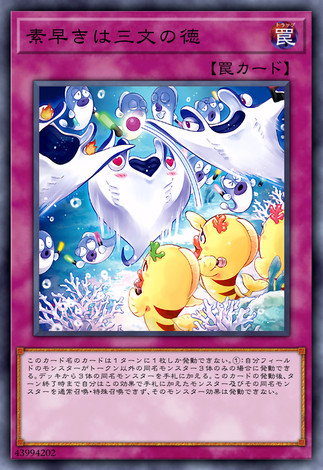 素早きは三文の徳
トラップ
罠
【罠カード】
このカード名のカードは1ターンに1枚しか発動できない。①:自分フィール
ドのモンスターがトークン以外の同名モンスター3体のみの場合に発動でき
る。デッキから3体の同名モンスターを手札に加える。このカードの発動後、タ
ーン終了時まで自分はこの効果で手札に加えたモンスター及びその同名モン
スターを通常召喚・特殊召喚できず、そのモンスター効果は発動できない。
43994202